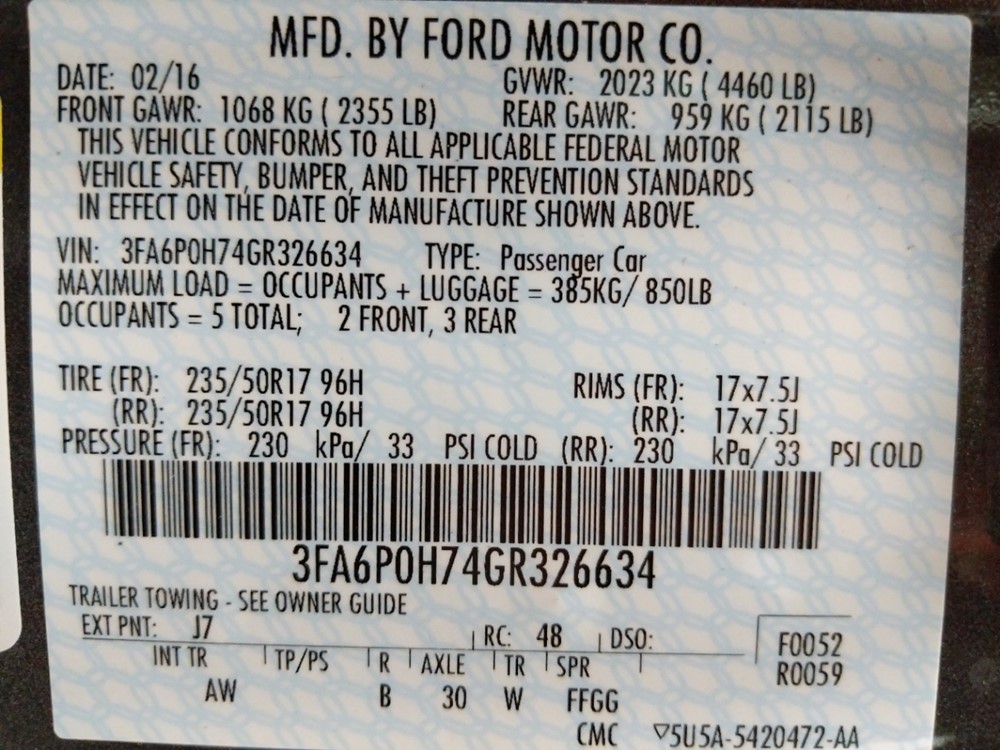 MFD. BY FORD MOTOR CO.
DATE: 02/16 GVWR: 2023 KG ( 4460 LB)
FRONT GAWR: 1068 KG ( 2355 LB) REAR GAWR: 959 KG ( 2115 LB)
THIS VEHICLE CONFORMS TO ALL APPLICABLE FEDERAL MOTOR
VEHICLE SAFETY, BUMPER, AND THEFT PREVENTION STANDARDS
IN EFFECT ON THE DATE OF MANUFACTURE SHOWN ABOVE.
VIN: 3FA6P0H74GR326634 TYPE: Passenger Car
MAXIMUM LOAD = OCCUPANTS + LUGGAGE = 385KG/ 850LB
OCCUPANTS = 5 TOTAL; 2 FRONT, 3 REAR
TIRE (FR): 235/50R17 96H RIMS (FR): 17x7.5J
(RR): 235/50R17 96H (RR): 17x7.5J
PRESSURE (FR): 230 kPa/ 33 PSI COLD (RR): 230 kPa/ 33 PSI COLD
3FA6P0H74GR326634
TRAILER TOWING - SEE OWNER GUIDE
EXT PNT: J7 RC: 48 DSO: F0052
INT TR TP/PS R AXLE TR SPR R0059
AW B 30 W FFGG
CMC ▽5U5A-5420472-AA